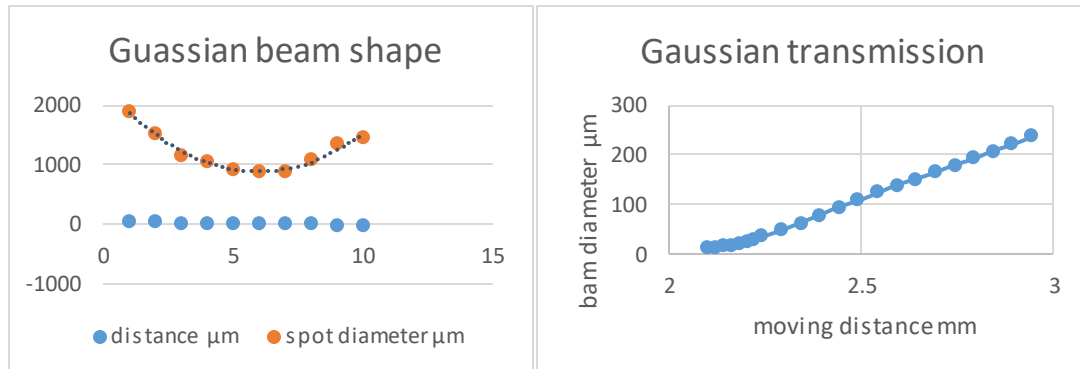 Guassian beam shape
2000
1000
0
-1000
0
5
10
15
distance µm
spot diameter µm
Gaussian transmission
300
200
100
0
bam diameter µm
2
2.5
3
moving distance mm